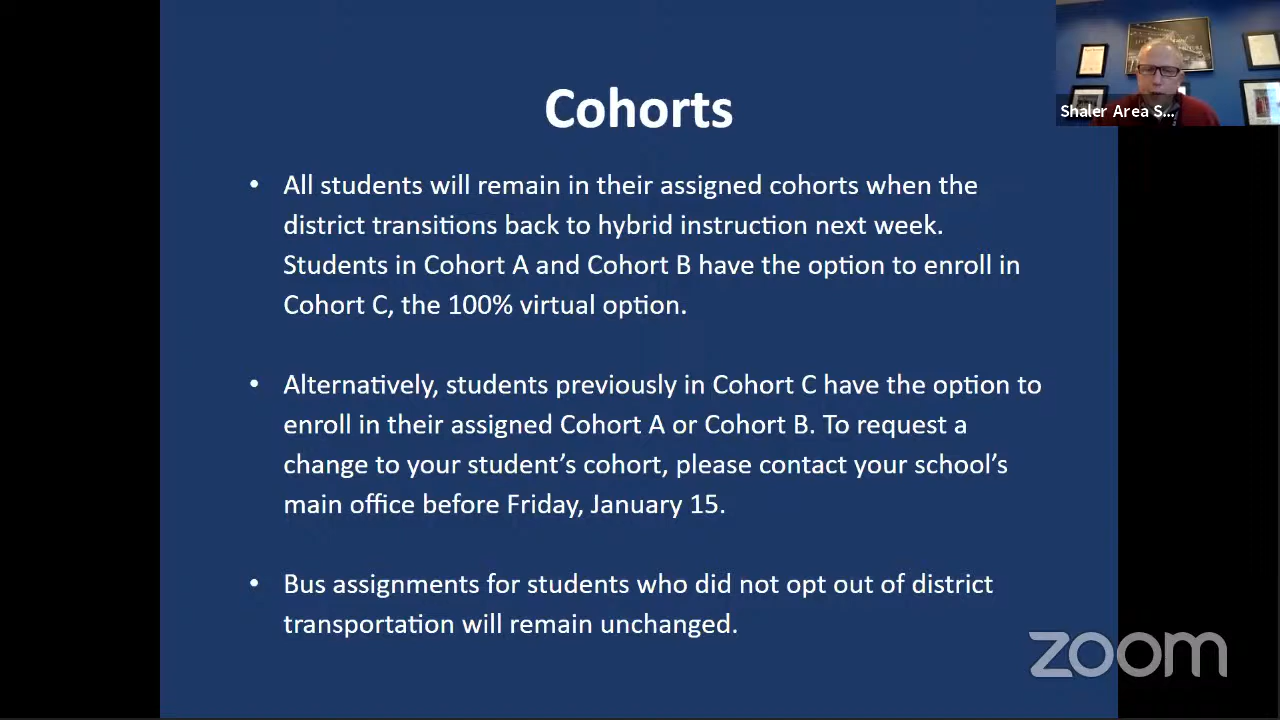 Cohorts
Shaler Area S...
• All students will remain in their assigned cohorts when the
district transitions back to hybrid instruction next week.
Students in Cohort A and Cohort B have the option to enroll in
Cohort C, the 100% virtual option.
• Alternatively, students previously in Cohort C have the option to
enroll in their assigned Cohort A or Cohort B. To request a
change to your student’s cohort, please contact your school’s
main office before Friday, January 15.
• Bus assignments for students who did not opt out of district
transportation will remain unchanged.
zoom